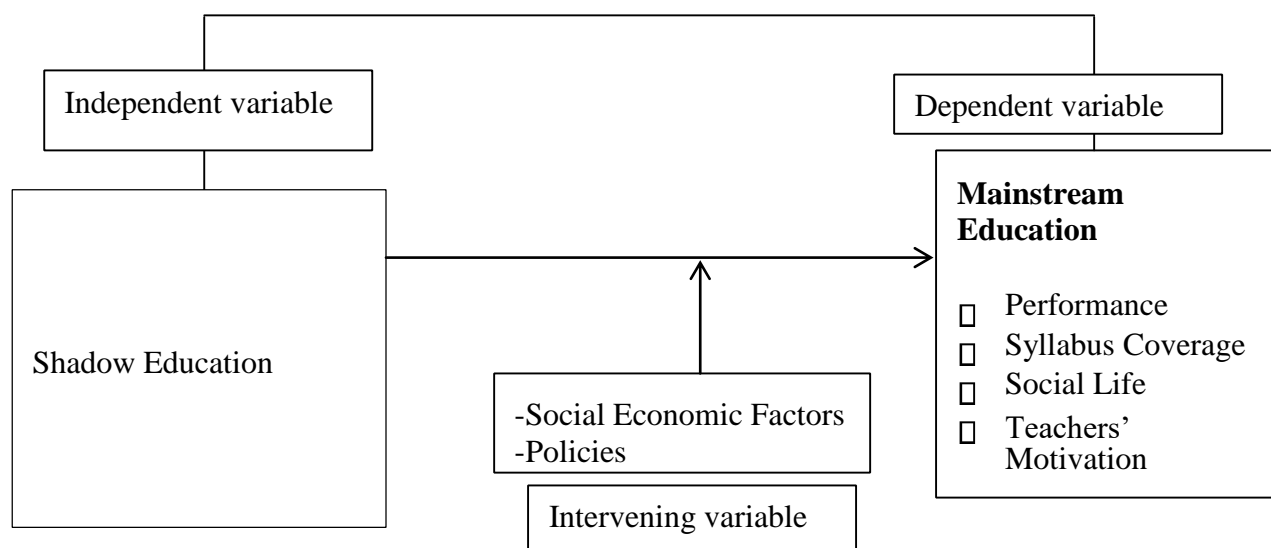 Independent variable
Dependent variable
Mainstream
Education
Shadow Education
Performance
Syllabus Coverage
Social Life
Teachers’
Motivation
-Social Economic Factors
-Policies
Intervening variable